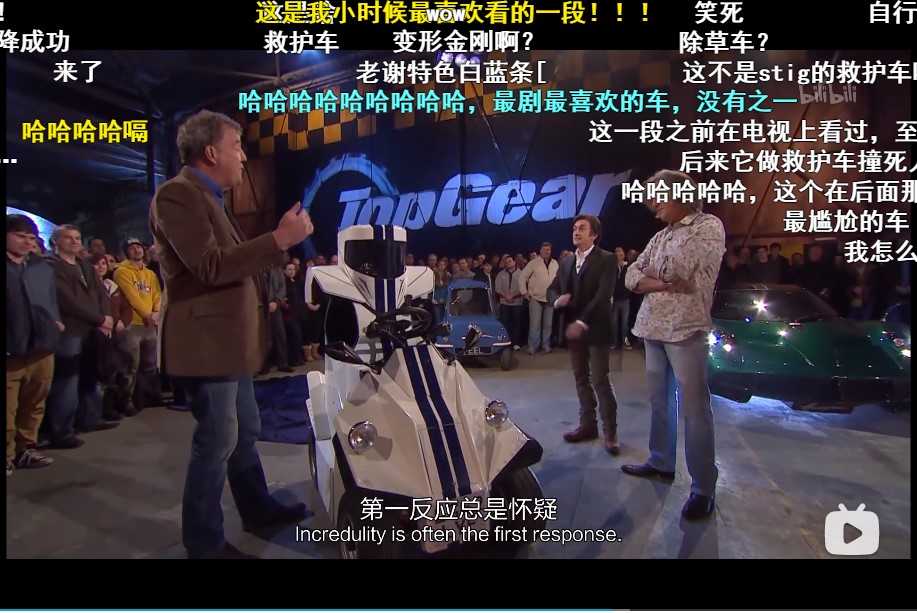 !
这是我小时候最喜欢看的一段！！！
wow
笑死
自行
降成功
救护车
变形金刚啊？
除草车？
来了
老谢特色白蓝条[
这不是stig的救护车
哈哈哈哈哈哈哈哈哈，最剧最喜欢的车，没有之一
bilibili
哈哈哈哈嗝
这一段之前在电视上看过，至
...
后来它做救护车撞死
哈哈哈哈哈，这个在后面那
最尴尬的车
我怎么
TopGear
第一反应总是怀疑
Incredulity is often the first response.